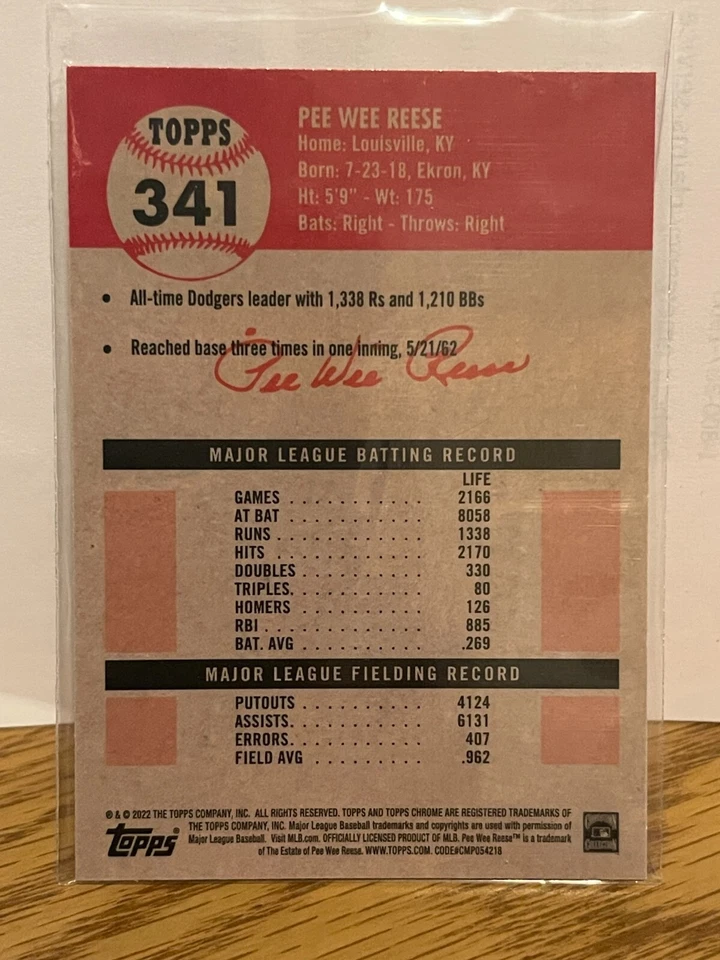 TOPPS
341
PEE WEE REESE
Home: Louisville, KY
Born: 7-23-18, Ekron, KY
Ht: 5'9" - Wt: 175
Bats: Right - Throws: Right
• All-time Dodgers leader with 1,338 Rs and 1,210 BBs
• Reached base three times in one inning, 5/21/62
Pee Wee Reese
MAJOR LEAGUE BATTING RECORD
LIFE
GAMES . . . . . . . . . . . 2166
AT BAT . . . . . . . . . . . 8058
RUNS . . . . . . . . . . . 1338
HITS . . . . . . . . . . . 2170
DOUBLES . . . . . . . . . . 330
TRIPLES. . . . . . . . . . . 80
HOMERS . . . . . . . . . . 126
RBI . . . . . . . . . . . . 885
BAT. AVG . . . . . . . . . . .269
MAJOR LEAGUE FIELDING RECORD
PUTOUTS . . . . . . . . . . 4124
ASSISTS. . . . . . . . . . . 6131
ERRORS. . . . . . . . . . . 407
FIELD AVG . . . . . . . . . .962
® & © 2022 THE TOPPS COMPANY, INC. ALL RIGHTS RESERVED. TOPPS AND TOPPS CHROME ARE REGISTERED TRADEMARKS OF
THE TOPPS COMPANY, INC. Major League Baseball trademarks and copyrights are used with permission of
Major League Baseball. Visit MLB.com. OFFICIALLY LICENSED PRODUCT OF MLB. Pee Wee Reese™ is a trademark
of The Estate of Pee Wee Reese. WWW.TOPPS.COM. CODE#CMP054218
Topps®